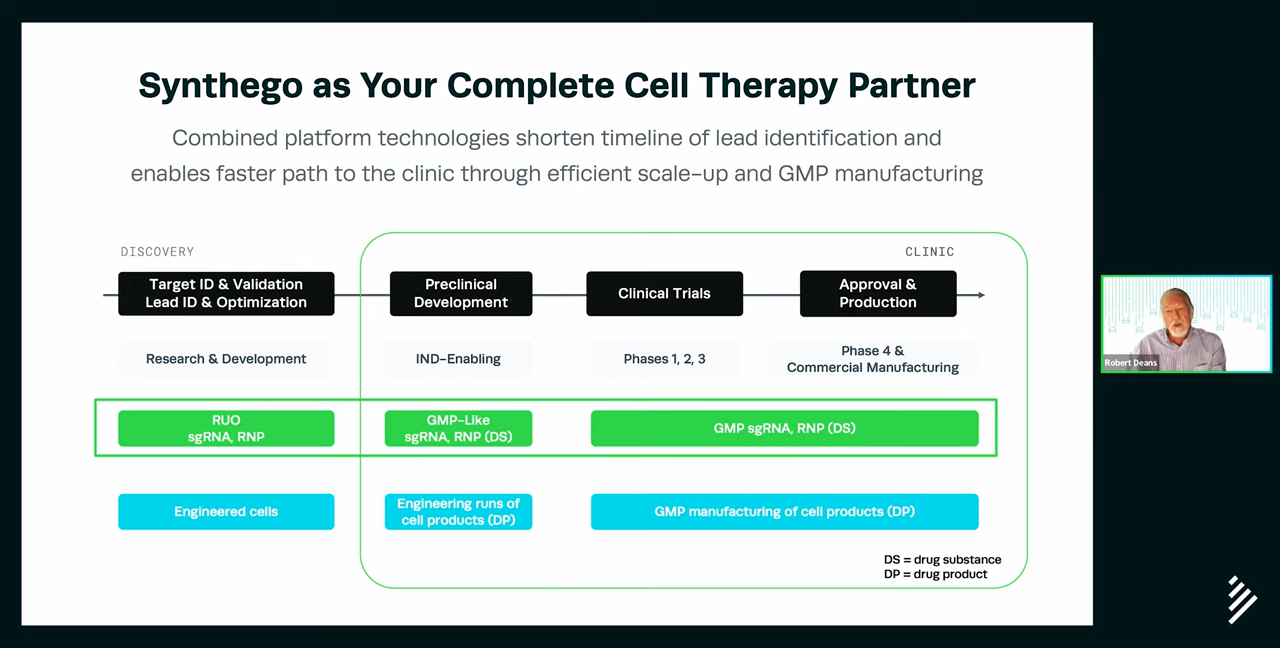 Synthego as Your Complete Cell Therapy Partner
Combined platform technologies shorten timeline of lead identification and
enables faster path to the clinic through efficient scale-up and GMP manufacturing
DISCOVERY
CLINIC
Target ID & Validation
Lead ID & Optimization
Preclinical
Development
Clinical Trials
Approval &
Production
Research & Development
IND-Enabling
Phases 1, 2, 3
Phase 4 &
Commercial Manufacturing
RUO
sgRNA, RNP
GMP-Like
sgRNA, RNP (DS)
GMP sgRNA, RNP (DS)
Engineered cells
Engineering runs of
cell products (DP)
GMP manufacturing of cell products (DP)
DS = drug substance
DP = drug product
Robert Deans